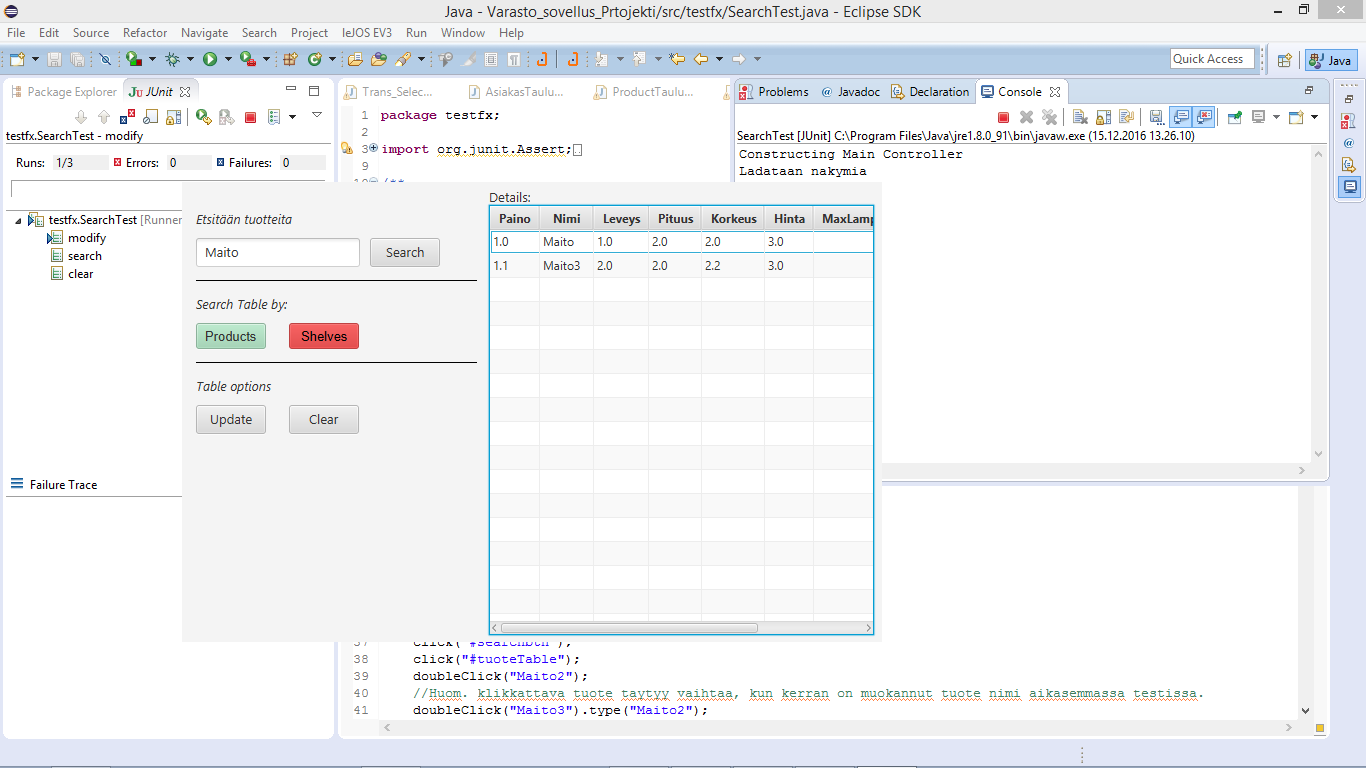 Java - Varasto_sovellus_Prtojekti/src/testfx/SearchTest.java - Eclipse SDK
File Edit Source Refactor Navigate Search Project leJOS EV3 Run Window Help
Quick Access
Java
Package Explorer
JUnit
testfx.SearchTest - modify
Runs: 1/3 Errors: 0 Failures: 0
testfx.SearchTest [Runner
modify
search
clear
Failure Trace
Trans_Selec... AsiakasTaulu... ProductTaulu...
1 package testfx;
2
3 import org.junit.Assert;
9
Problems Javadoc Declaration Console
SearchTest [JUnit] C:\Program Files\Java\jre1.8.0_91\bin\javaw.exe (15.12.2016 13.26.10)
Constructing Main Controller
Ladataan nakymia
Etsitään tuotteita
Maito Search
Search Table by:
Products Shelves
Table options
Update Clear
Details:
Paino Nimi Leveys Pituus Korkeus Hinta MaxLamp
1.0 Maito 1.0 2.0 2.0 3.0
1.1 Maito3 2.0 2.0 2.2 3.0
37 click("#searchbtn");
38 click("#tuoteTable");
39 doubleClick("Maito2");
40 //Huom. klikkattava tuote taytyy vaihtaa, kun kerran on muokannut tuote nimi aikasemmassa testissa.
41 doubleClick("Maito3").type("Maito2");